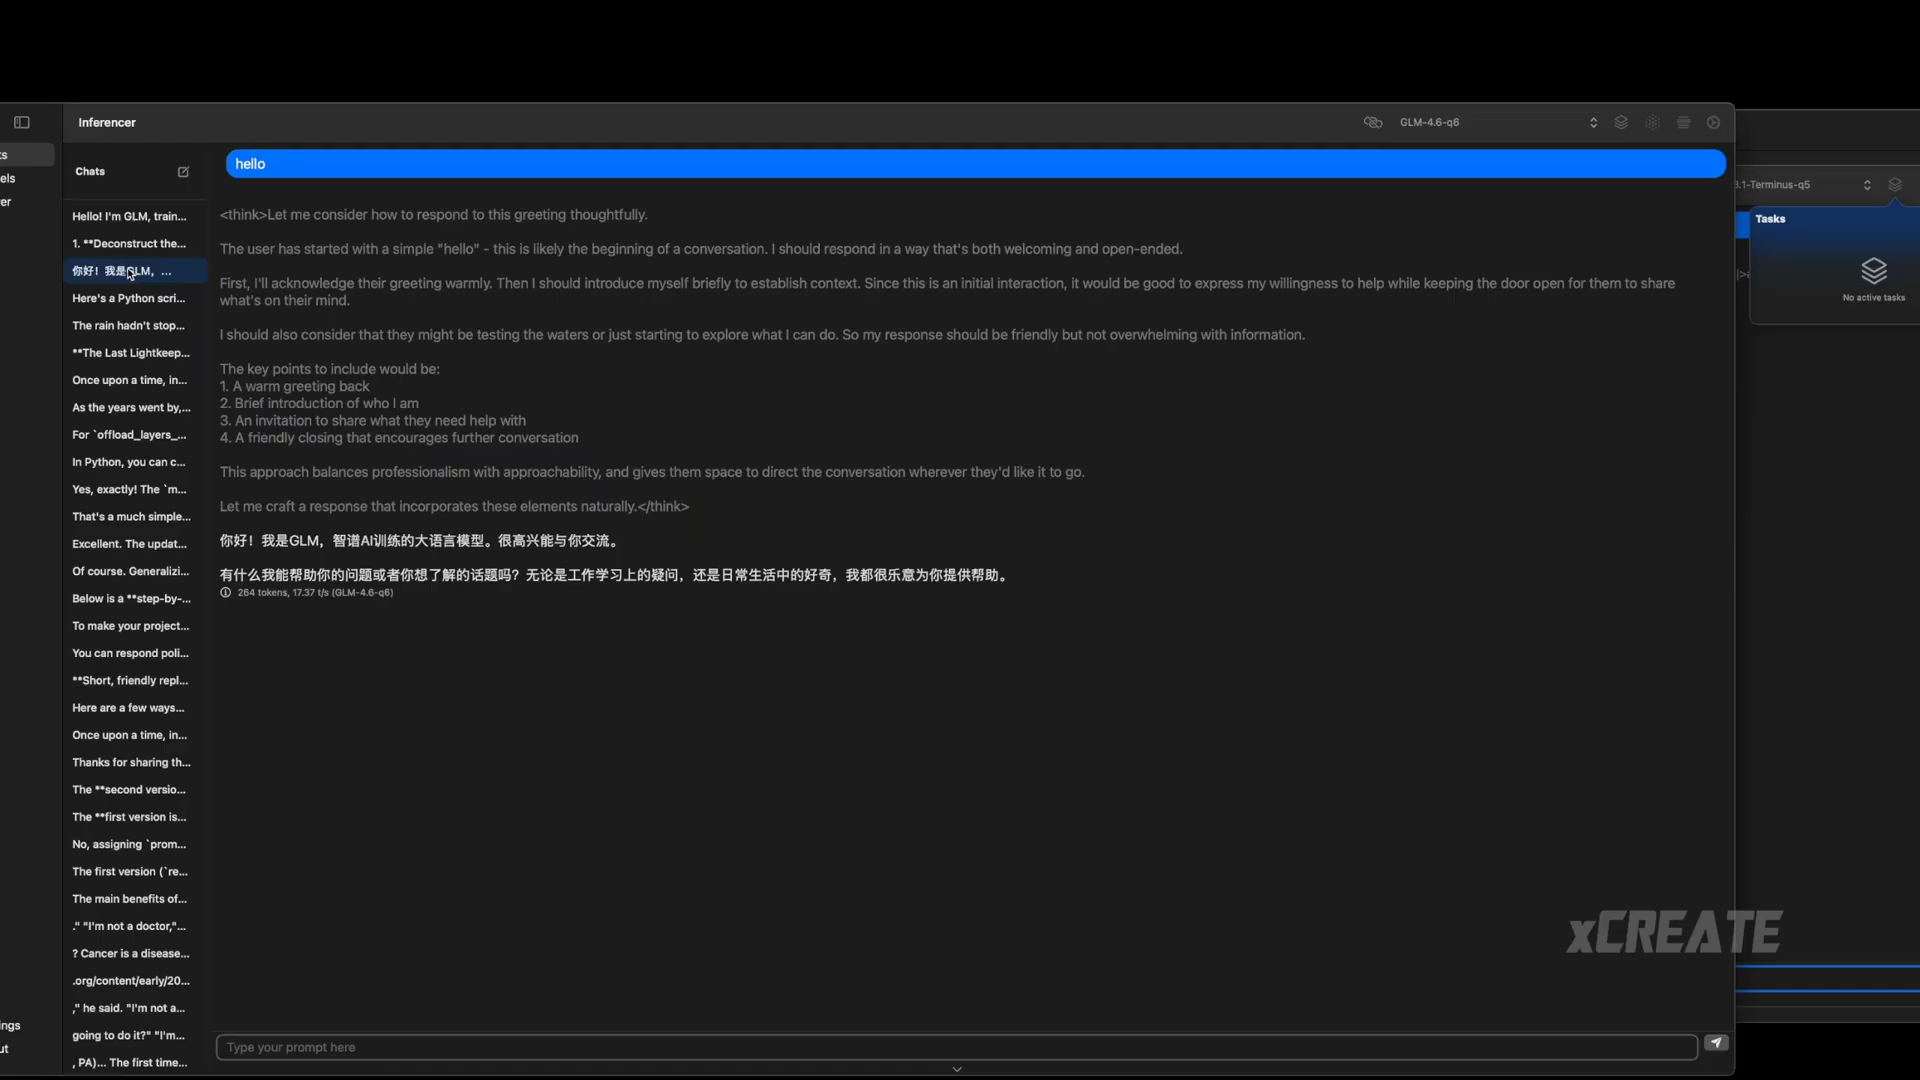 Inferencer
GLM-4.6-q6
ts
els
er
Chats
Hello! I'm GLM, train...
1. **Deconstruct the...
你好！我是GLM，...
Here's a Python scri...
The rain hadn't stop...
**The Last Lightkeep...
Once upon a time, in...
As the years went by,...
For `offload_layers_...
In Python, you can c...
Yes, exactly! The `m...
That's a much simple...
Excellent. The updat...
Of course. Generalizi...
Below is a **step-by-...
To make your project...
You can respond poli...
**Short, friendly repl...
Here are a few ways...
Once upon a time, in...
Thanks for sharing th...
The **second versio...
The **first version is...
No, assigning `prom...
The first version (`re...
The main benefits of...
." "I'm not a doctor,"...
? Cancer is a disease...
.org/content/early/20...
," he said. "I'm not a...
going to do it?" "I'm...
, PA)... The first time...
ings
ut
hello
<think>Let me consider how to respond to this greeting thoughtfully.
The user has started with a simple "hello" - this is likely the beginning of a conversation. I should respond in a way that's both welcoming and open-ended.
First, I'll acknowledge their greeting warmly. Then I should introduce myself briefly to establish context. Since this is an initial interaction, it would be good to express my willingness to help while keeping the door open for them to share
what's on their mind.
I should also consider that they might be testing the waters or just starting to explore what I can do. So my response should be friendly but not overwhelming with information.
The key points to include would be:
1. A warm greeting back
2. Brief introduction of who I am
3. An invitation to share what they need help with
4. A friendly closing that encourages further conversation
This approach balances professionalism with approachability, and gives them space to direct the conversation wherever they'd like it to go.
Let me craft a response that incorporates these elements naturally.</think>
你好！我是GLM，智谱AI训练的大语言模型。很高兴能与你交流。
有什么我能帮助你的问题或者你想了解的话题吗？无论是工作学习上的疑问，还是日常生活中的好奇，我都很乐意为你提供帮助。
264 tokens, 17.37 t/s (GLM-4.6-q6)
Type your prompt here
3.1-Terminus-q5
Tasks
No active tasks
xCREATE